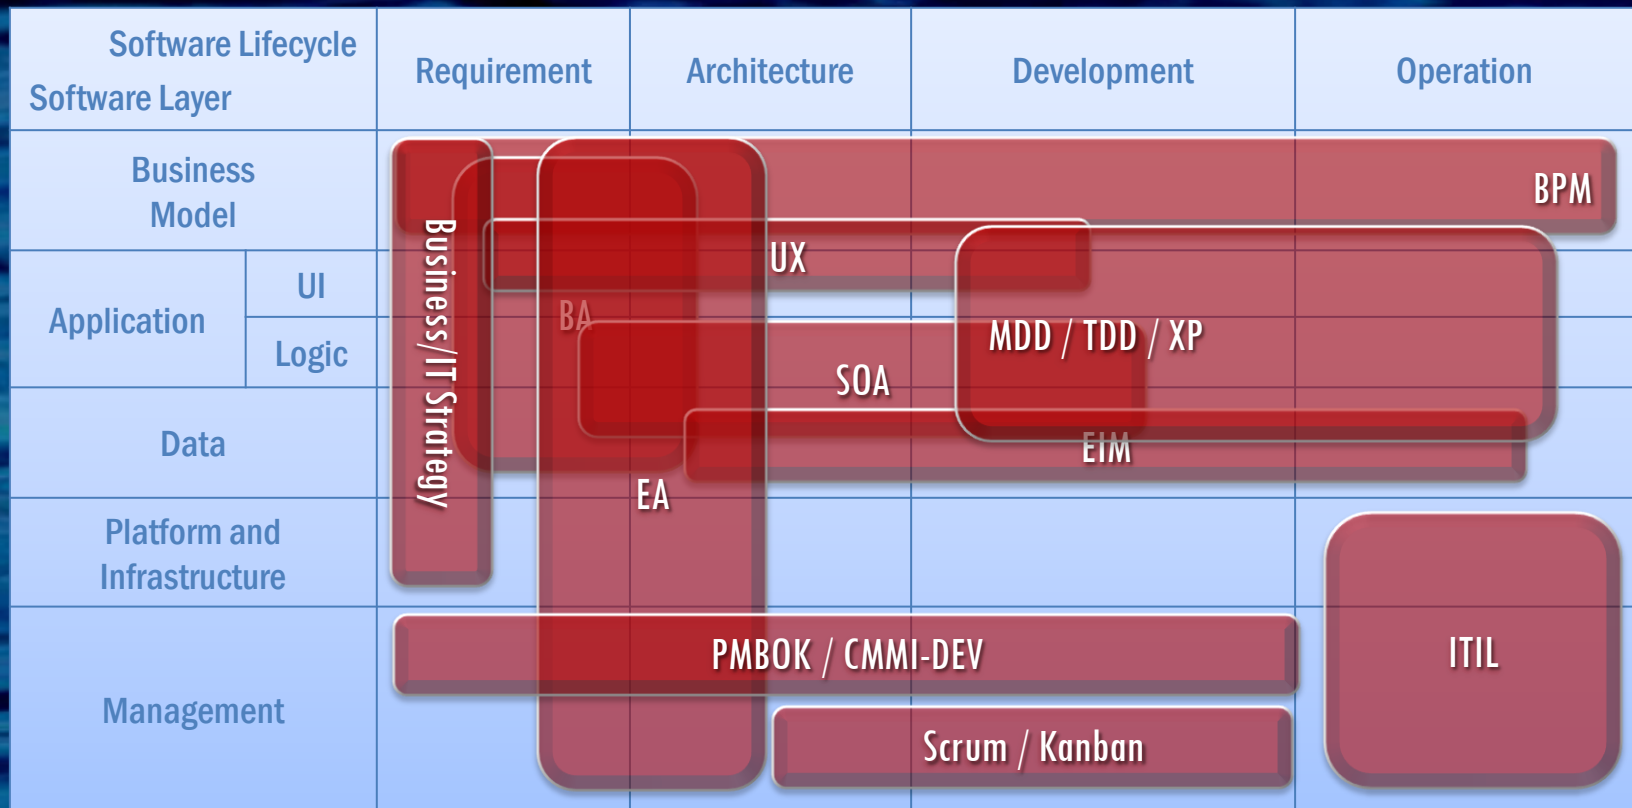 Software Lifecycle
Software Layer
Requirement
Architecture
Development
Operation
Business
Model
BPM
UX
Application
UI
BA
Logic
MDD / TDD / XP
SOA
Business/IT Strategy
Data
EIM
EA
Platform and
Infrastructure
PMBOK / CMMI-DEV
ITIL
Management
Scrum / Kanban